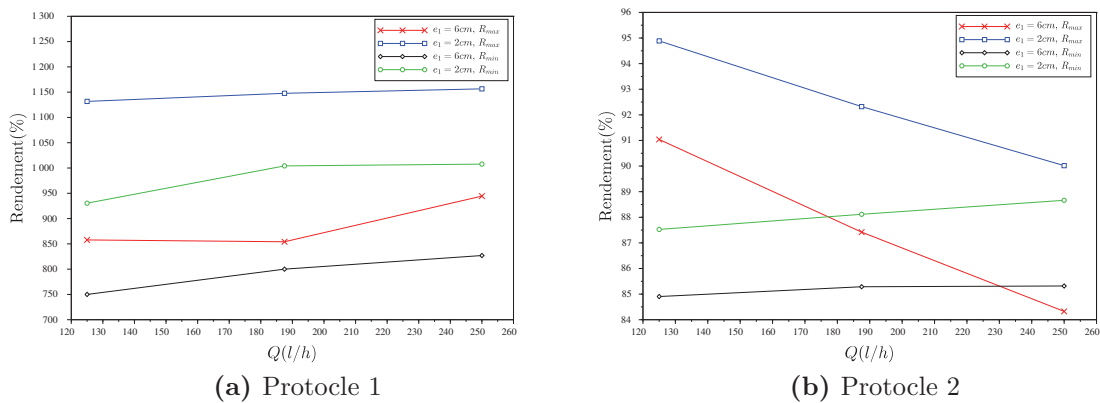 1 300
1 250
1 200
1 150
1 100
1 050
1 000
950
900
850
800
750
700
Rendement(%)
120 130 140 150 160 170 180 190 200 210 220 230 240 250 260
Q(l/h)
e₁ = 6cm, Rₘₐₓ
e₁ = 2cm, Rₘₐₓ
e₁ = 6cm, Rₘᵢₙ
e₁ = 2cm, Rₘᵢₙ
(a) Protocle 1
96
95
94
93
92
91
90
89
88
87
86
85
84
Rendement(%)
120 130 140 150 160 170 180 190 200 210 220 230 240 250 260
Q(l/h)
e₁ = 6cm, Rₘₐₓ
e₁ = 2cm, Rₘₐₓ
e₁ = 6cm, Rₘᵢₙ
e₁ = 2cm, Rₘᵢₙ
(b) Protocle 2